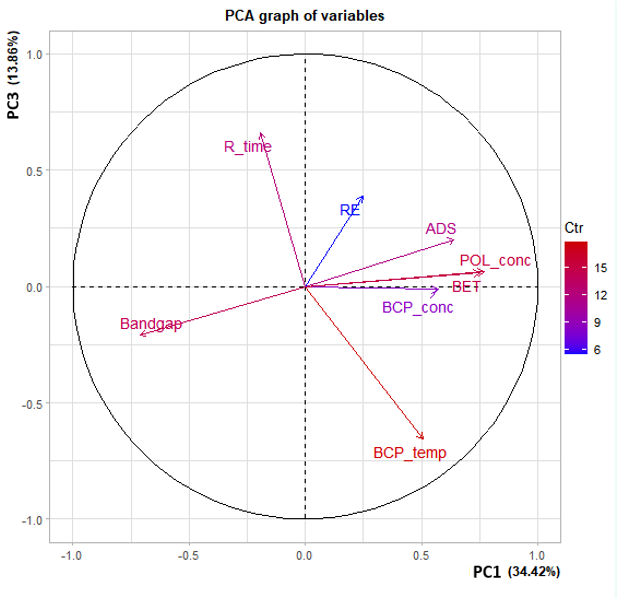 PCA graph of variables
PC3 (13.86%)
1.0
0.5
0.0
-0.5
-1.0
R_time
RE
ADS
POL_conc
BET
BCP_conc
Bandgap
BCP_temp
Ctr
15
12
9
6
-1.0 -0.5 0.0 0.5 1.0
PC1 (34.42%)